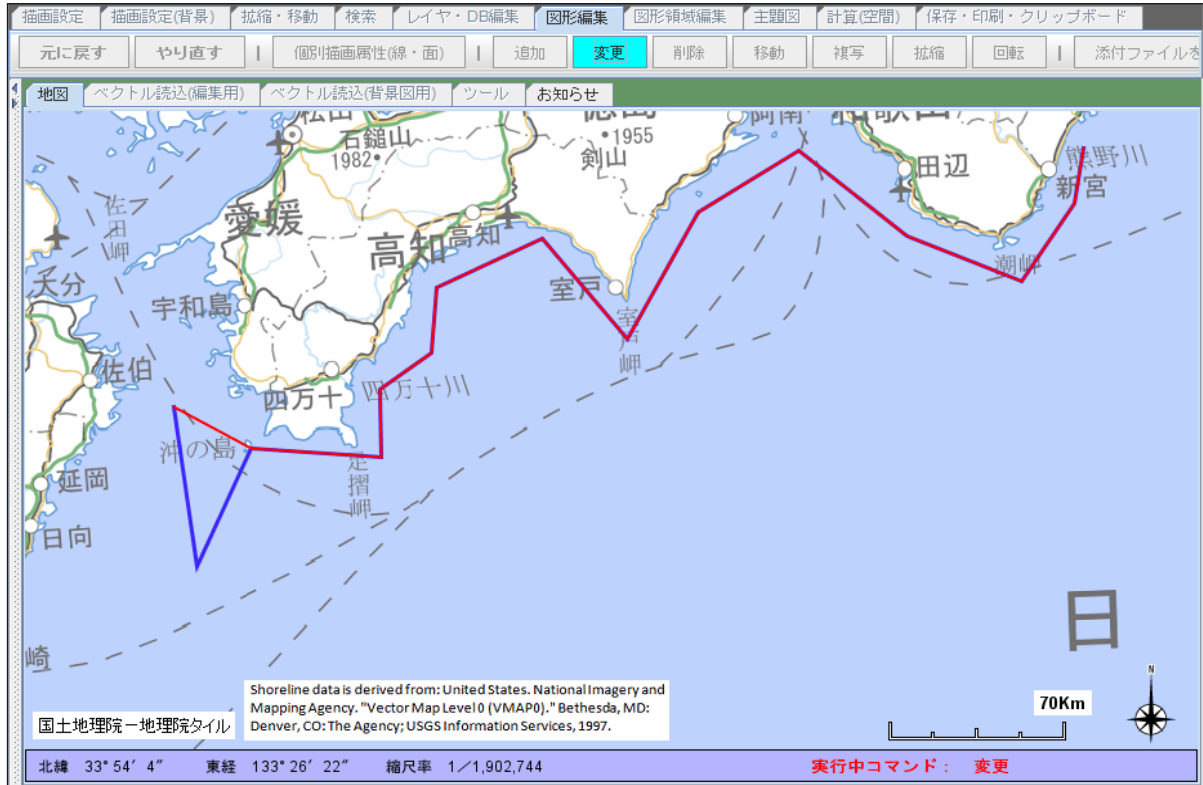 描画設定 描画設定(背景) 拡縮・移動 検索 レイヤ・DB編集 図形編集 図形領域編集 主題図 計算(空間) 保存・印刷・クリップボード
元に戻す やり直す | 個別描画属性(線・面) | 追加 変更 削除 移動 複写 拡縮 回転 | 添付ファイルを
地図 ベクトル読込(編集用) ベクトル読込(背景図用) ツール お知らせ
松山
徳島
阿南
和歌山
石鎚山
1982
1955
剣山
田辺
熊野川
新宮
佐田岬
愛媛
高知
高知
潮岬
大分
宇和島
室戸
室戸岬
佐伯
四万十
四万十川
沖の島
足摺岬
延岡
日向
日
崎
N
Shoreline data is derived from: United States. National Imagery and
Mapping Agency. "Vector Map Level 0 (VMAP0)." Bethesda, MD:
Denver, CO: The Agency; USGS Information Services, 1997.
国土地理院－地理院タイル
70Km
北緯 33°54′4″ 東経 133°26′22″ 縮尺率 1／1,902,744 実行中コマンド： 変更